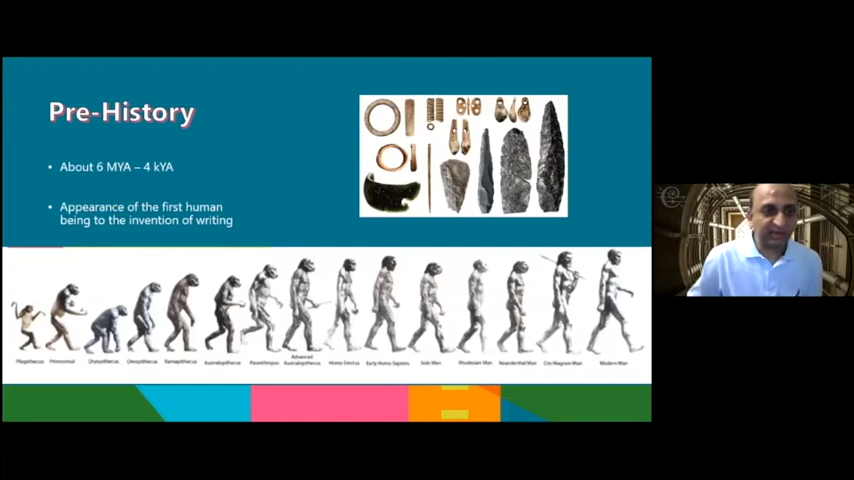 Pre-History
• About 6 MYA – 4 kYA
• Appearance of the first human
being to the invention of writing
Pliopithecus Proconsul Dryopithecus Oreopithecus Ramapithecus Australopithecus Paranthropus Advanced Australopithecus Homo Erectus Early Homo Sapiens Solo Man Rhodesian Man Neanderthal Man Cro-Magnon Man Modern Man